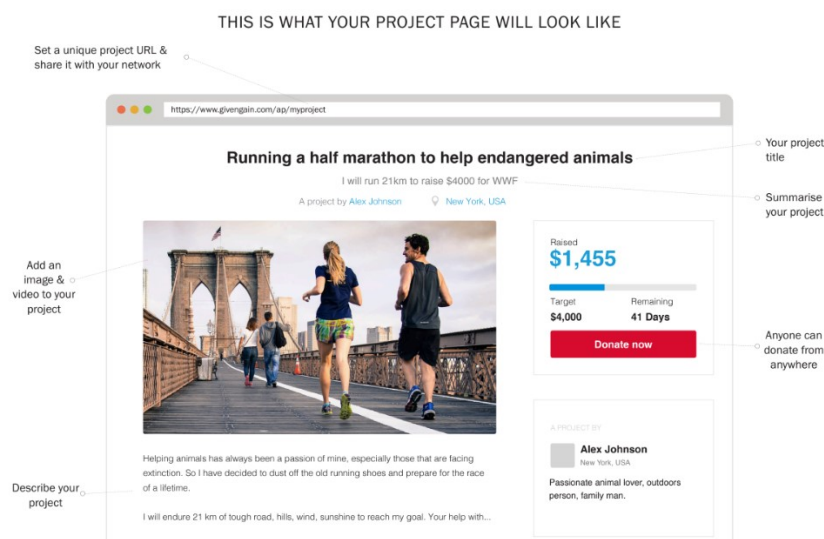 THIS IS WHAT YOUR PROJECT PAGE WILL LOOK LIKE
Set a unique project URL &
share it with your network
https://www.givengain.com/ap/myproject
Running a half marathon to help endangered animals
Your project
title
I will run 21km to raise $4000 for WWF
Summarise
your project
A project by Alex Johnson
New York, USA
Add an
image &
video to your
project
Raised
$1,455
Target
Remaining
$4,000
41 Days
Donate now
Anyone can
donate from
anywhere
A PROJECT BY
Alex Johnson
New York, USA
Passionate animal lover, outdoors
person, family man.
Helping animals has always been a passion of mine, especially those that are facing
extinction. So I have decided to dust off the old running shoes and prepare for the race
of a lifetime.
Describe your
project
I will endure 21 km of tough road, hills, wind, sunshine to reach my goal. Your help with...